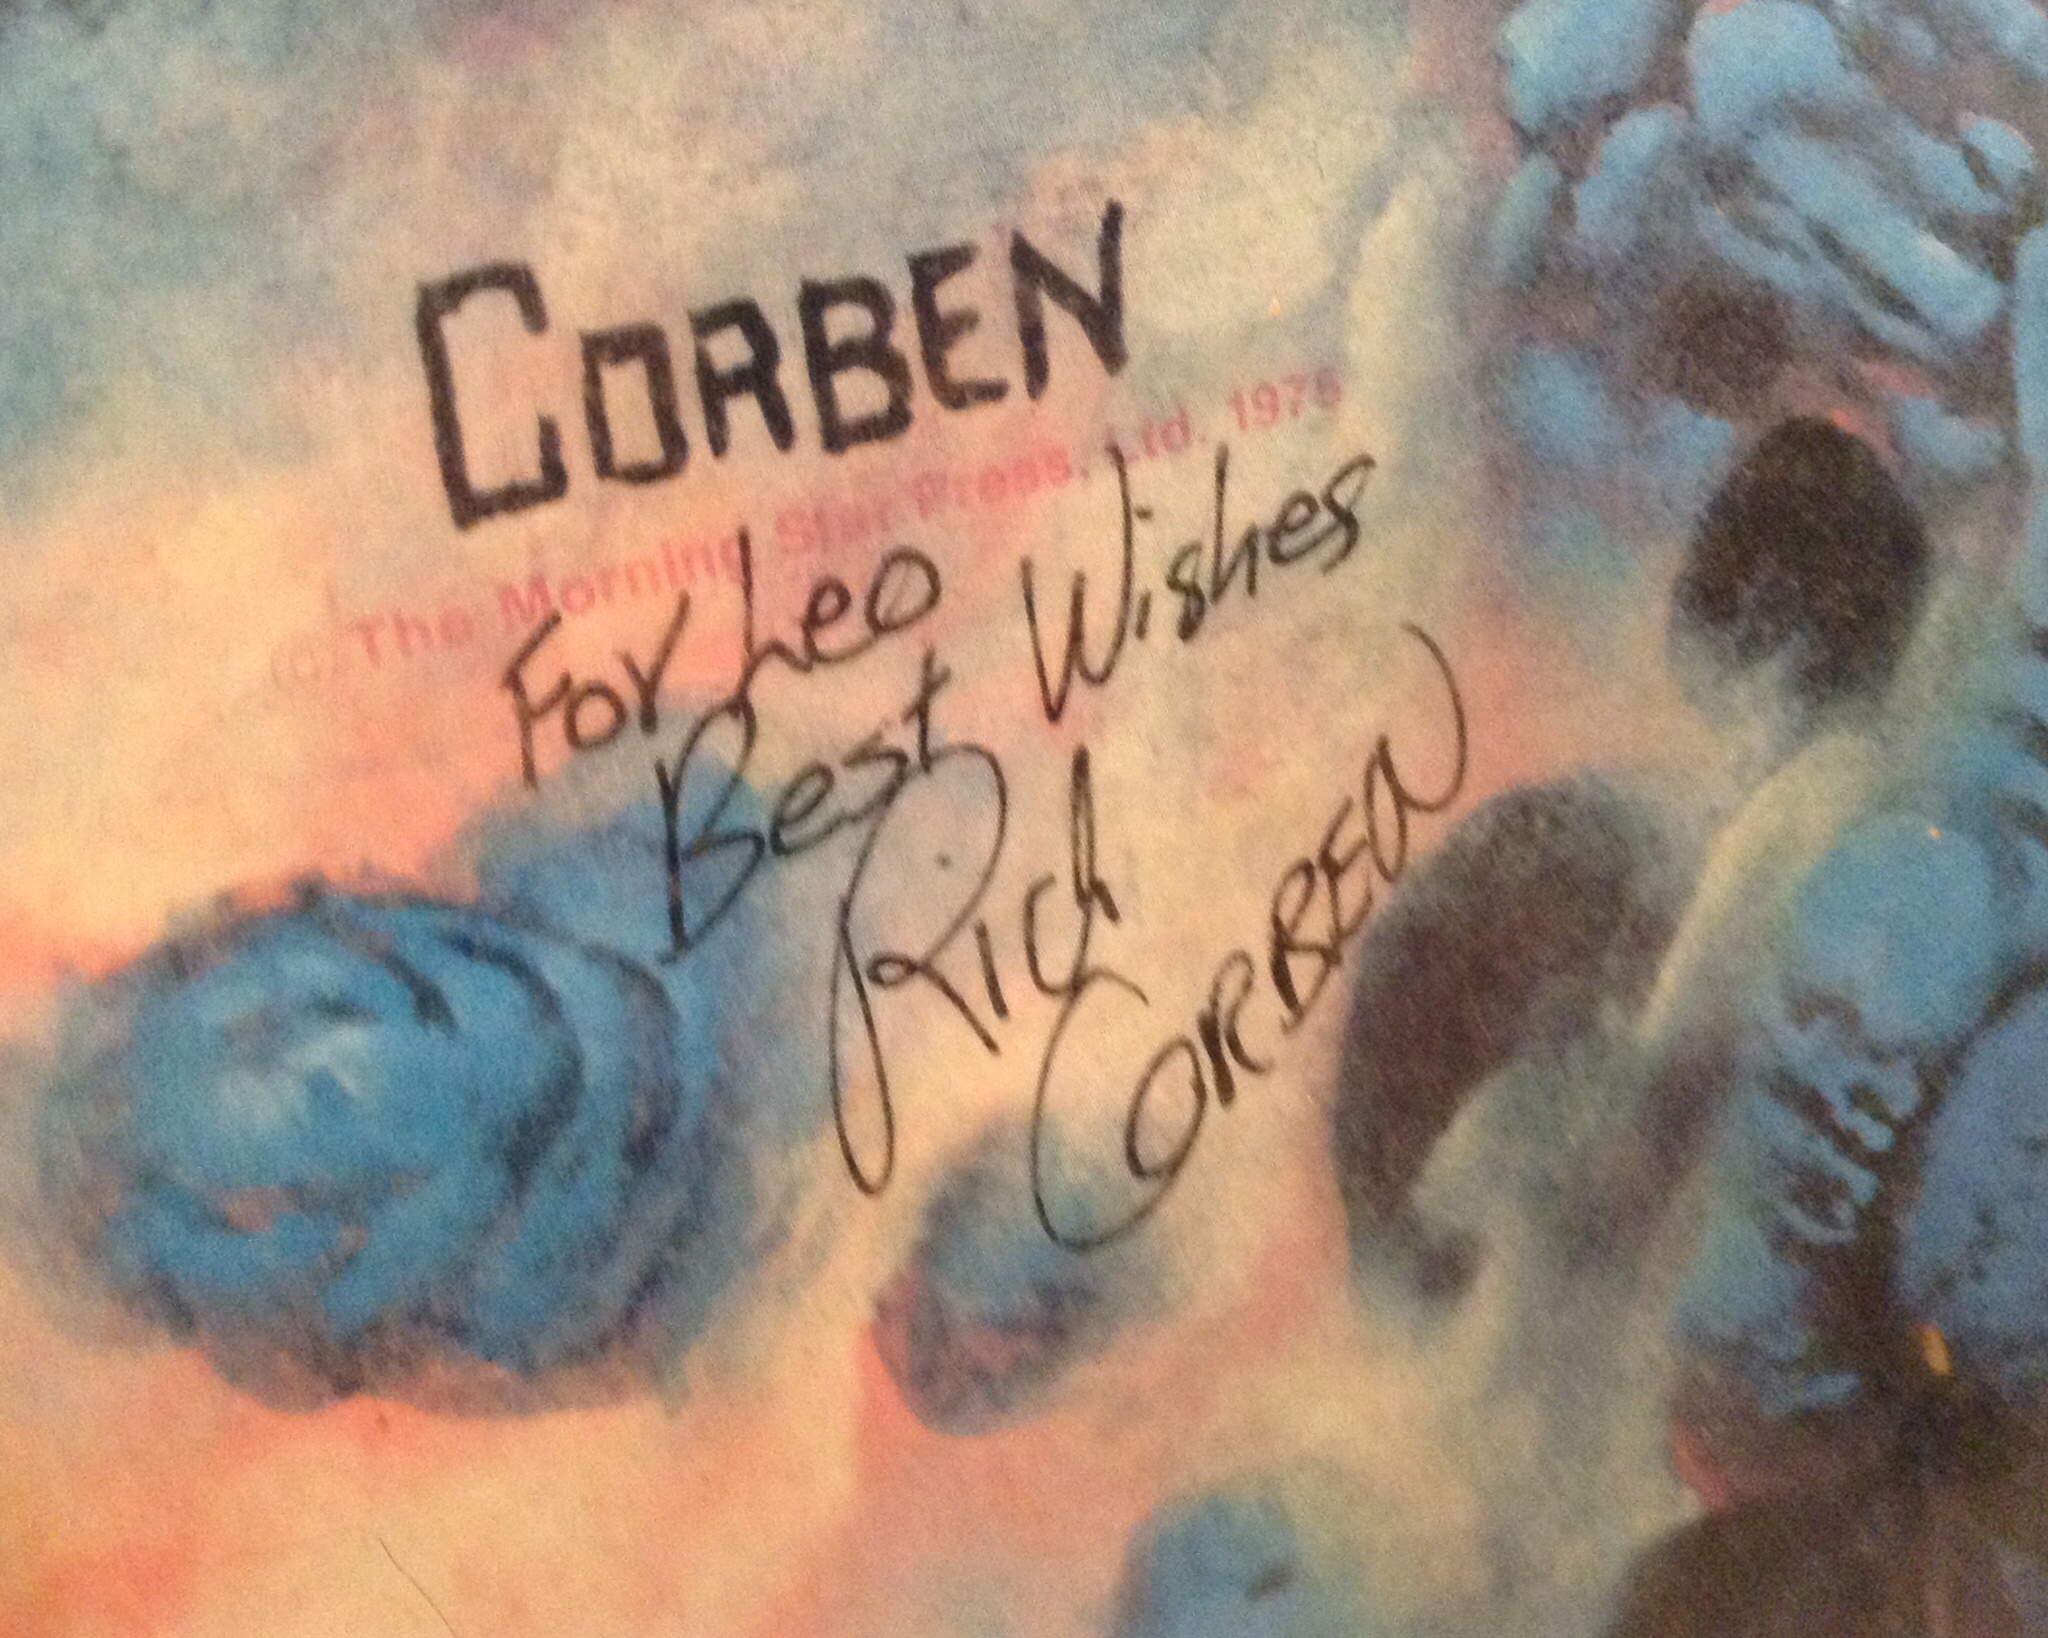 CORBEN
(c) The Morning Star Press, Ltd. 1975
For Leo
Best Wishes
Rich
CORBEN